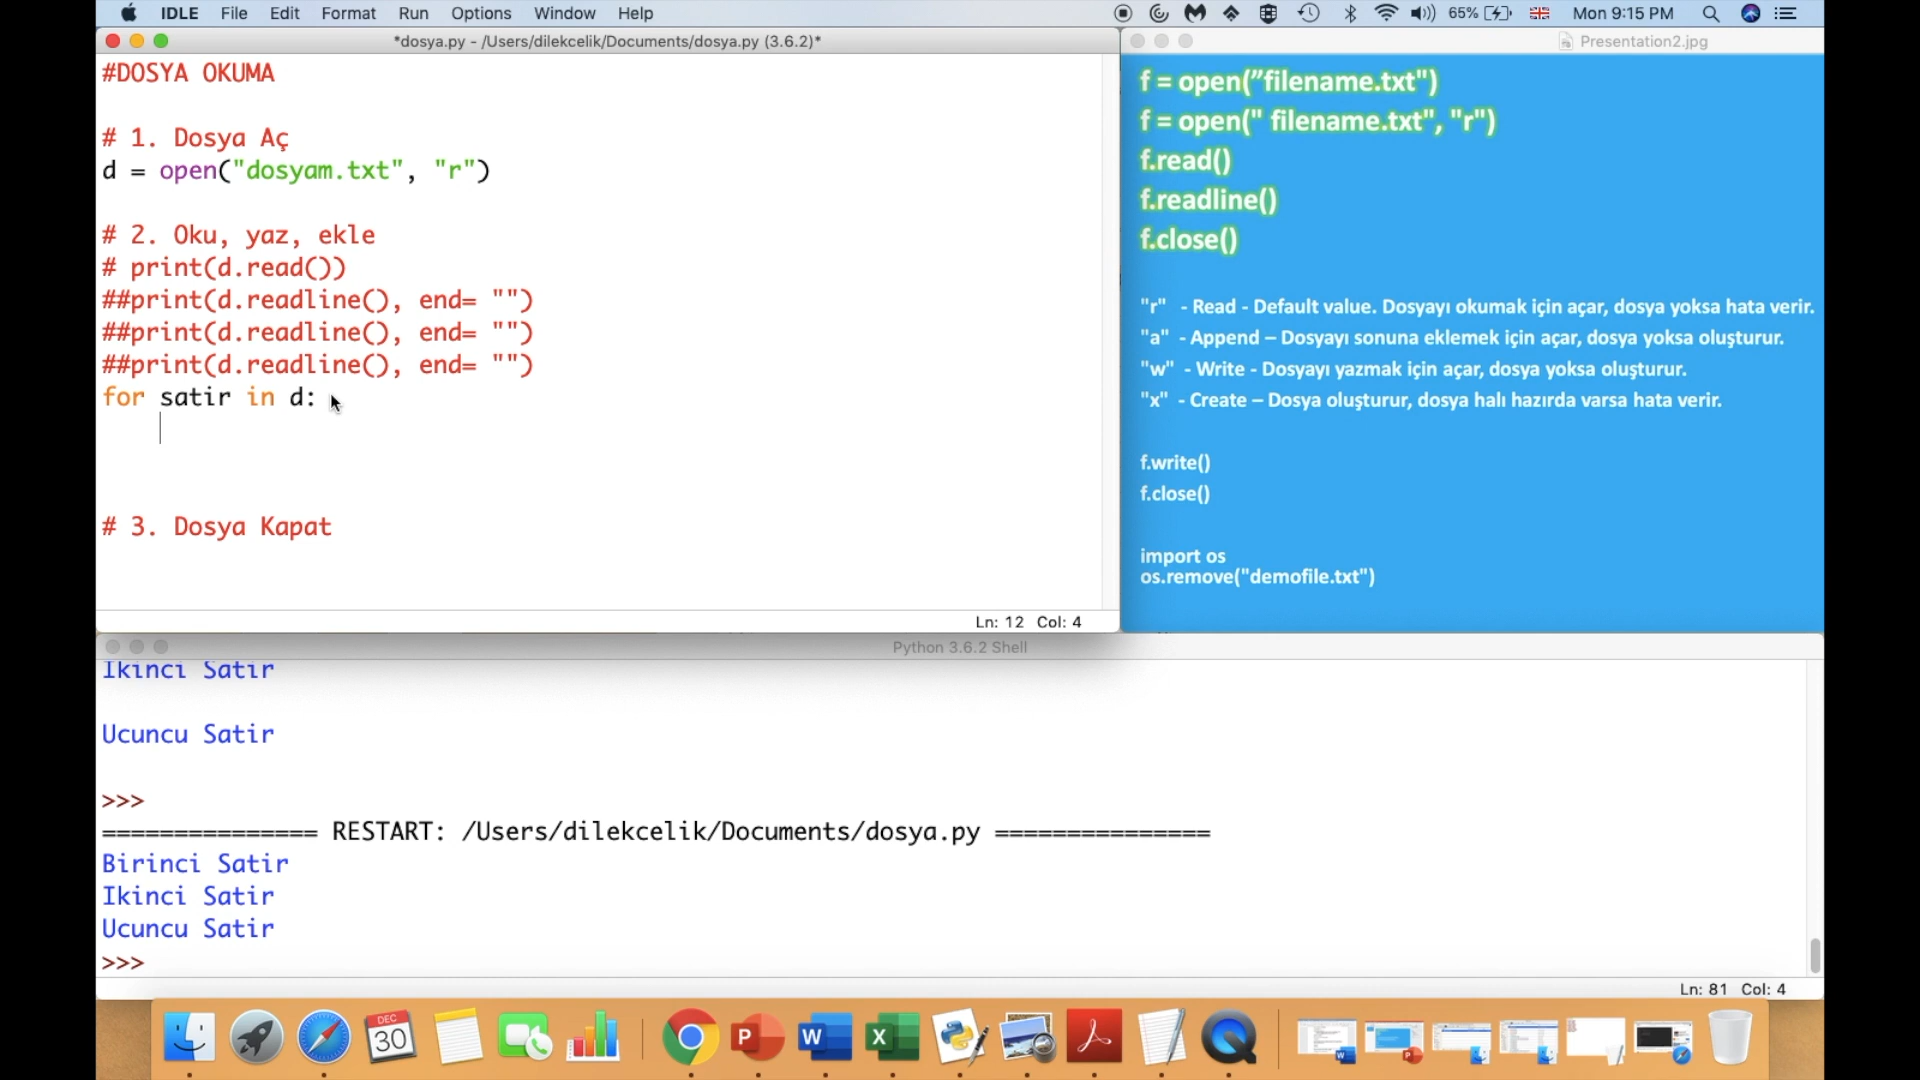 IDLE File Edit Format Run Options Window Help 65% Mon 9:15 PM
*dosya.py - /Users/dilekcelik/Documents/dosya.py (3.6.2)*
#DOSYA OKUMA
# 1. Dosya Aç
d = open("dosyam.txt", "r")
# 2. Oku, yaz, ekle
# print(d.read())
##print(d.readline(), end= "")
##print(d.readline(), end= "")
##print(d.readline(), end= "")
for satir in d:
# 3. Dosya Kapat
Ln: 12 Col: 4
Presentation2.jpg
f = open(”filename.txt")
f = open(" filename.txt", "r")
f.read()
f.readline()
f.close()
"r" - Read - Default value. Dosyayı okumak için açar, dosya yoksa hata verir.
"a" - Append – Dosyayı sonuna eklemek için açar, dosya yoksa oluşturur.
"w" - Write - Dosyayı yazmak için açar, dosya yoksa oluşturur.
"x" - Create – Dosya oluşturur, dosya halı hazırda varsa hata verir.
f.write()
f.close()
import os
os.remove("demofile.txt")
Python 3.6.2 Shell
Ikinci Satir
Ucuncu Satir
>>>
=============== RESTART: /Users/dilekcelik/Documents/dosya.py ===============
Birinci Satir
Ikinci Satir
Ucuncu Satir
>>>
Ln: 81 Col: 4
DEC
30
P
W
X